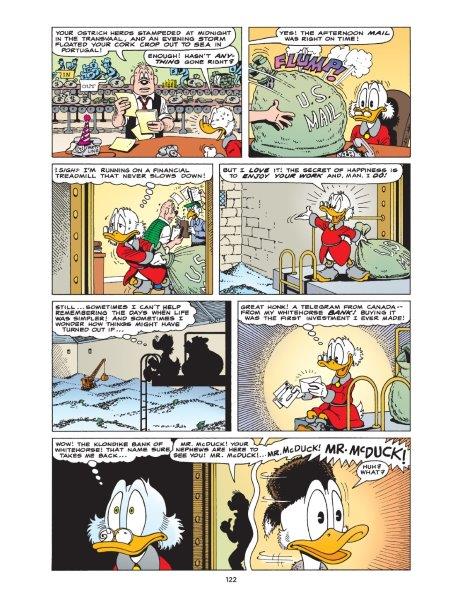 YOUR OSTRICH HERDS STAMPEDED AT MIDNIGHT
IN THE TRANSVAAL, AND AN EVENING STORM
FLOATED YOUR CORK CROP OUT TO SEA IN
PORTUGAL!
ENOUGH! HASN'T ANY-
THING GONE RIGHT?
IN
OUT
YES! THE AFTERNOON MAIL
WAS RIGHT ON TIME!
FLUMP!
U.S.
MAIL
!SIGH! I'M RUNNING ON A FINANCIAL
TREADMILL THAT NEVER SLOWS DOWN!
BUT I LOVE IT! THE SECRET OF HAPPINESS IS
TO ENJOY YOUR WORK AND, MAN, I DO!
STILL...SOMETIMES I CAN'T HELP
REMEMBERING THE DAYS WHEN LIFE
WAS SIMPLER! AND SOMETIMES I
WONDER HOW THINGS MIGHT HAVE
TURNED OUT IF...
GREAT HONK! A TELEGRAM FROM CANADA--
FROM MY WHITEHORSE BANK! BUYING IT
WAS THE FIRST INVESTMENT I EVER MADE!
WOW! THE KLONDIKE BANK OF
WHITEHORSE! THAT NAME SURE
TAKES ME BACK...
MR. MCDUCK! YOUR
NEPHEWS ARE HERE TO
SEE YOU! MR. MCDUCK!...
MR. MCDUCK! MR. MCDUCK!
HUH?
WHAT?
122